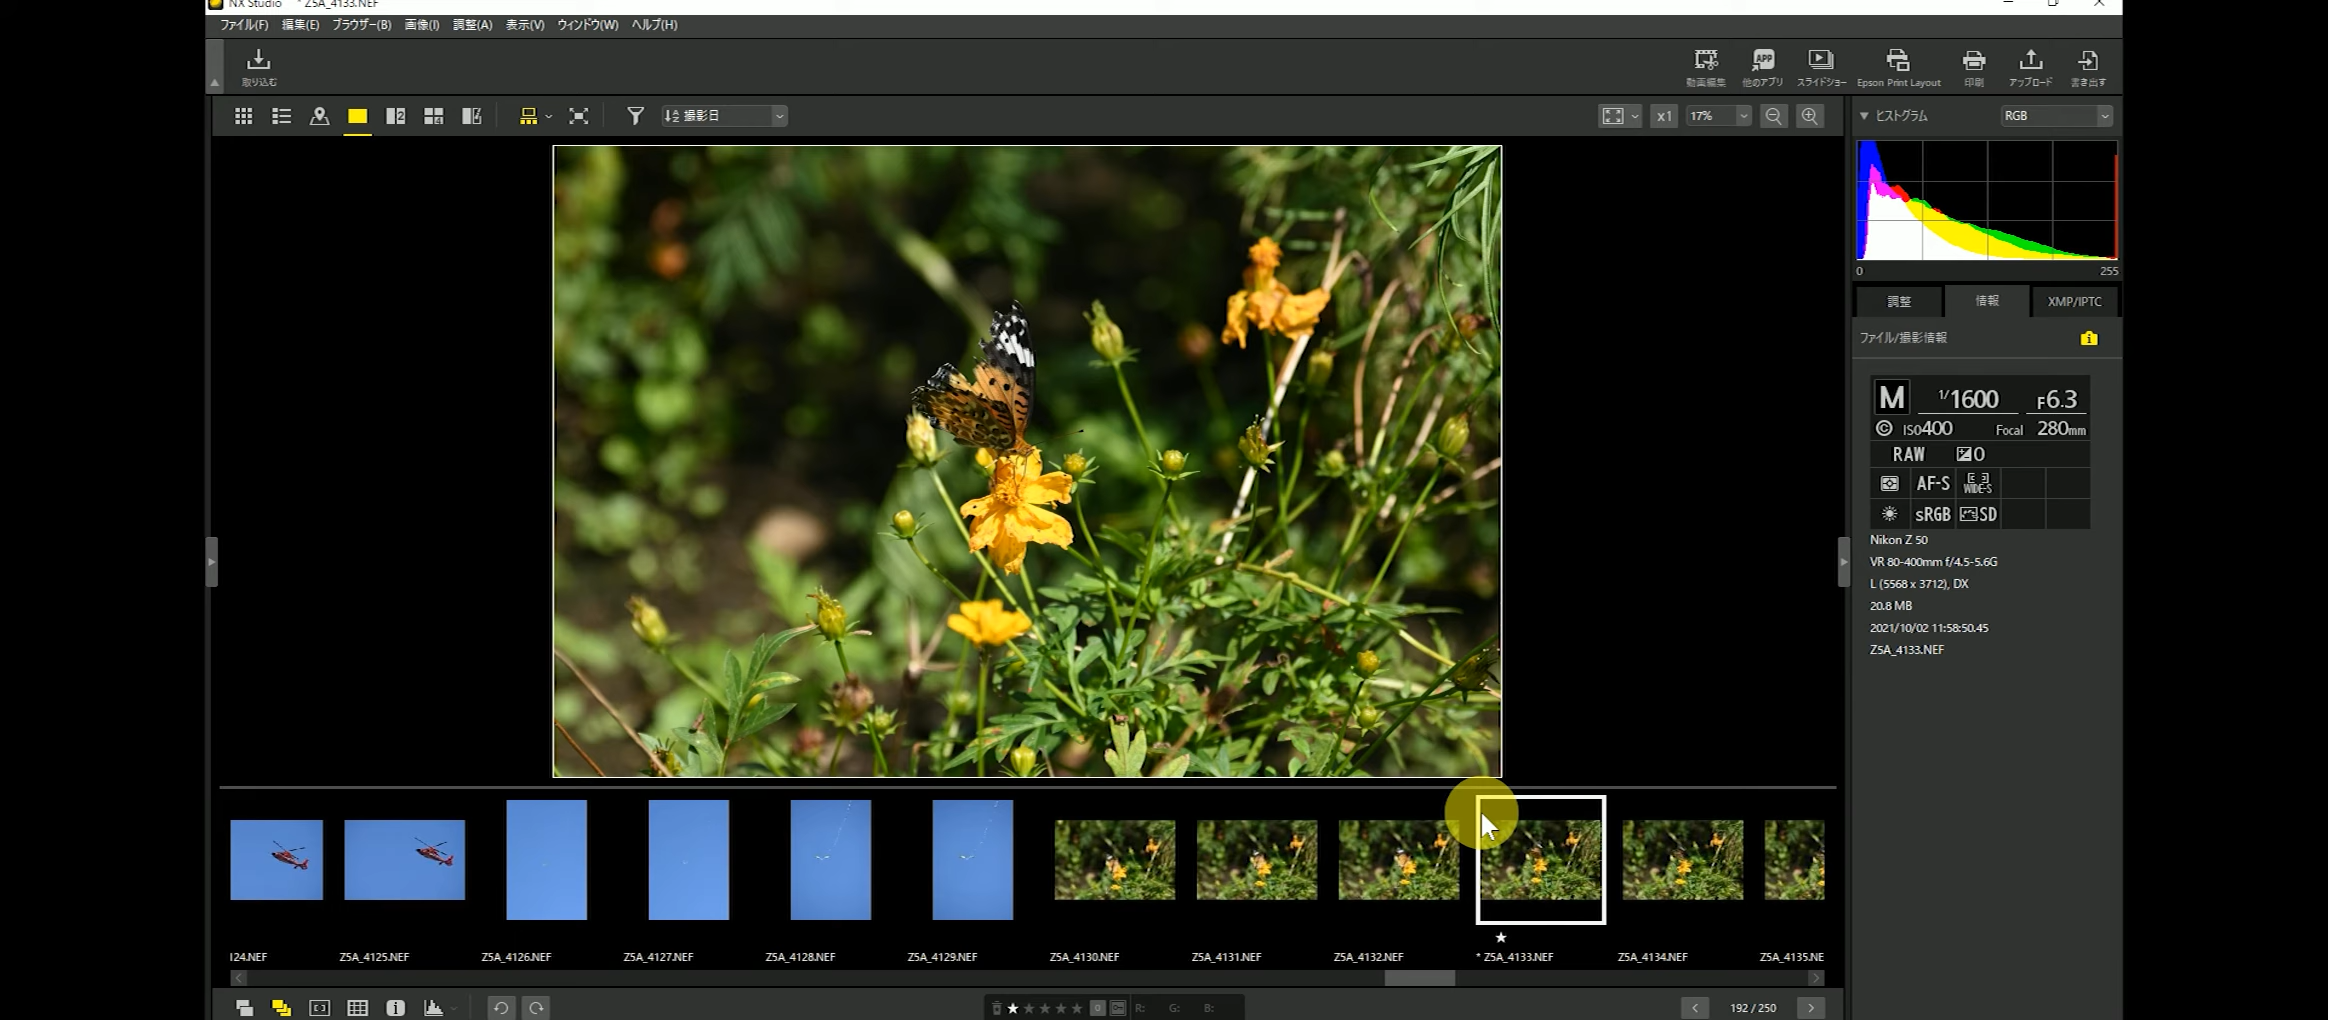 NX Studio * Z5A_4133.NEF
ファイル(F) 編集(E) ブラウザー(B) 画像(I) 調整(A) 表示(V) ウィンドウ(W) ヘルプ(H)
取り込む 動画編集 他のアプリ スライドショー Epson Print Layout 印刷 アップロード 書き出す
撮影日 x1 17%
ヒストグラム RGB
0 255
調整 情報 XMP/IPTC
ファイル/撮影情報
M 1/1600 F6.3
ISO400 Focal 280mm
RAW 0
AF-S WIDE-S
sRGB SD
Nikon Z 50
VR 80-400mm f/4.5-5.6G
L (5568 x 3712), DX
20.8 MB
2021/10/02 11:58:50.45
Z5A_4133.NEF
124.NEF Z5A_4125.NEF Z5A_4126.NEF Z5A_4127.NEF Z5A_4128.NEF Z5A_4129.NEF Z5A_4130.NEF Z5A_4131.NEF Z5A_4132.NEF * Z5A_4133.NEF Z5A_4134.NEF Z5A_4135.NE
0 R: G: B: 192 / 250